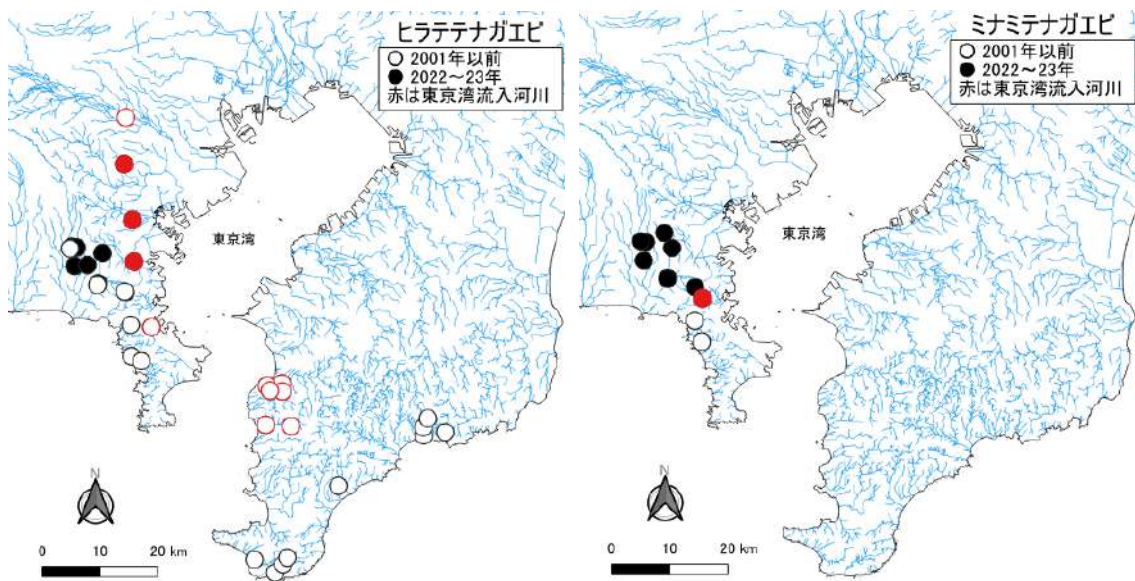 ヒラテテナガエビ
○ 2001年以前
● 2022～23年
赤は東京湾流入河川
東京湾
N
0 10 20 km
ミナミテナガエビ
○ 2001年以前
● 2022～23年
赤は東京湾流入河川
東京湾
N
0 10 20 km